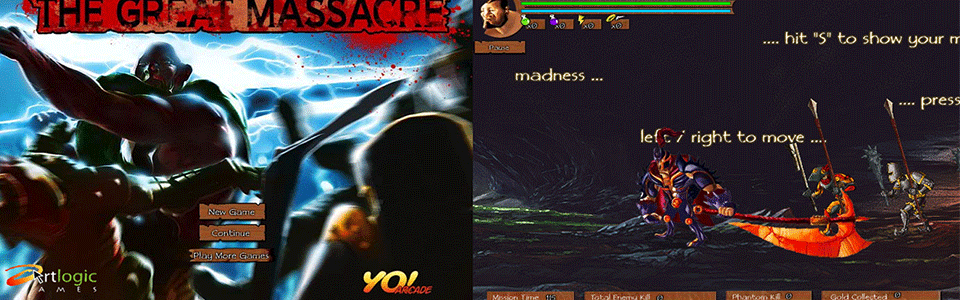 THE GREAT MASSACRE
New Game
Continue
Play More Games
Artlogic
GAMES
YO!
ARCADE
x0 x0 x0 x0
Pause
.... hit "S" to show your m
madness ...
.... press
left / right to move ....
Mission Time 115 Total Enemy Kill 0 Phantom Kill 0 Gold Collected 0